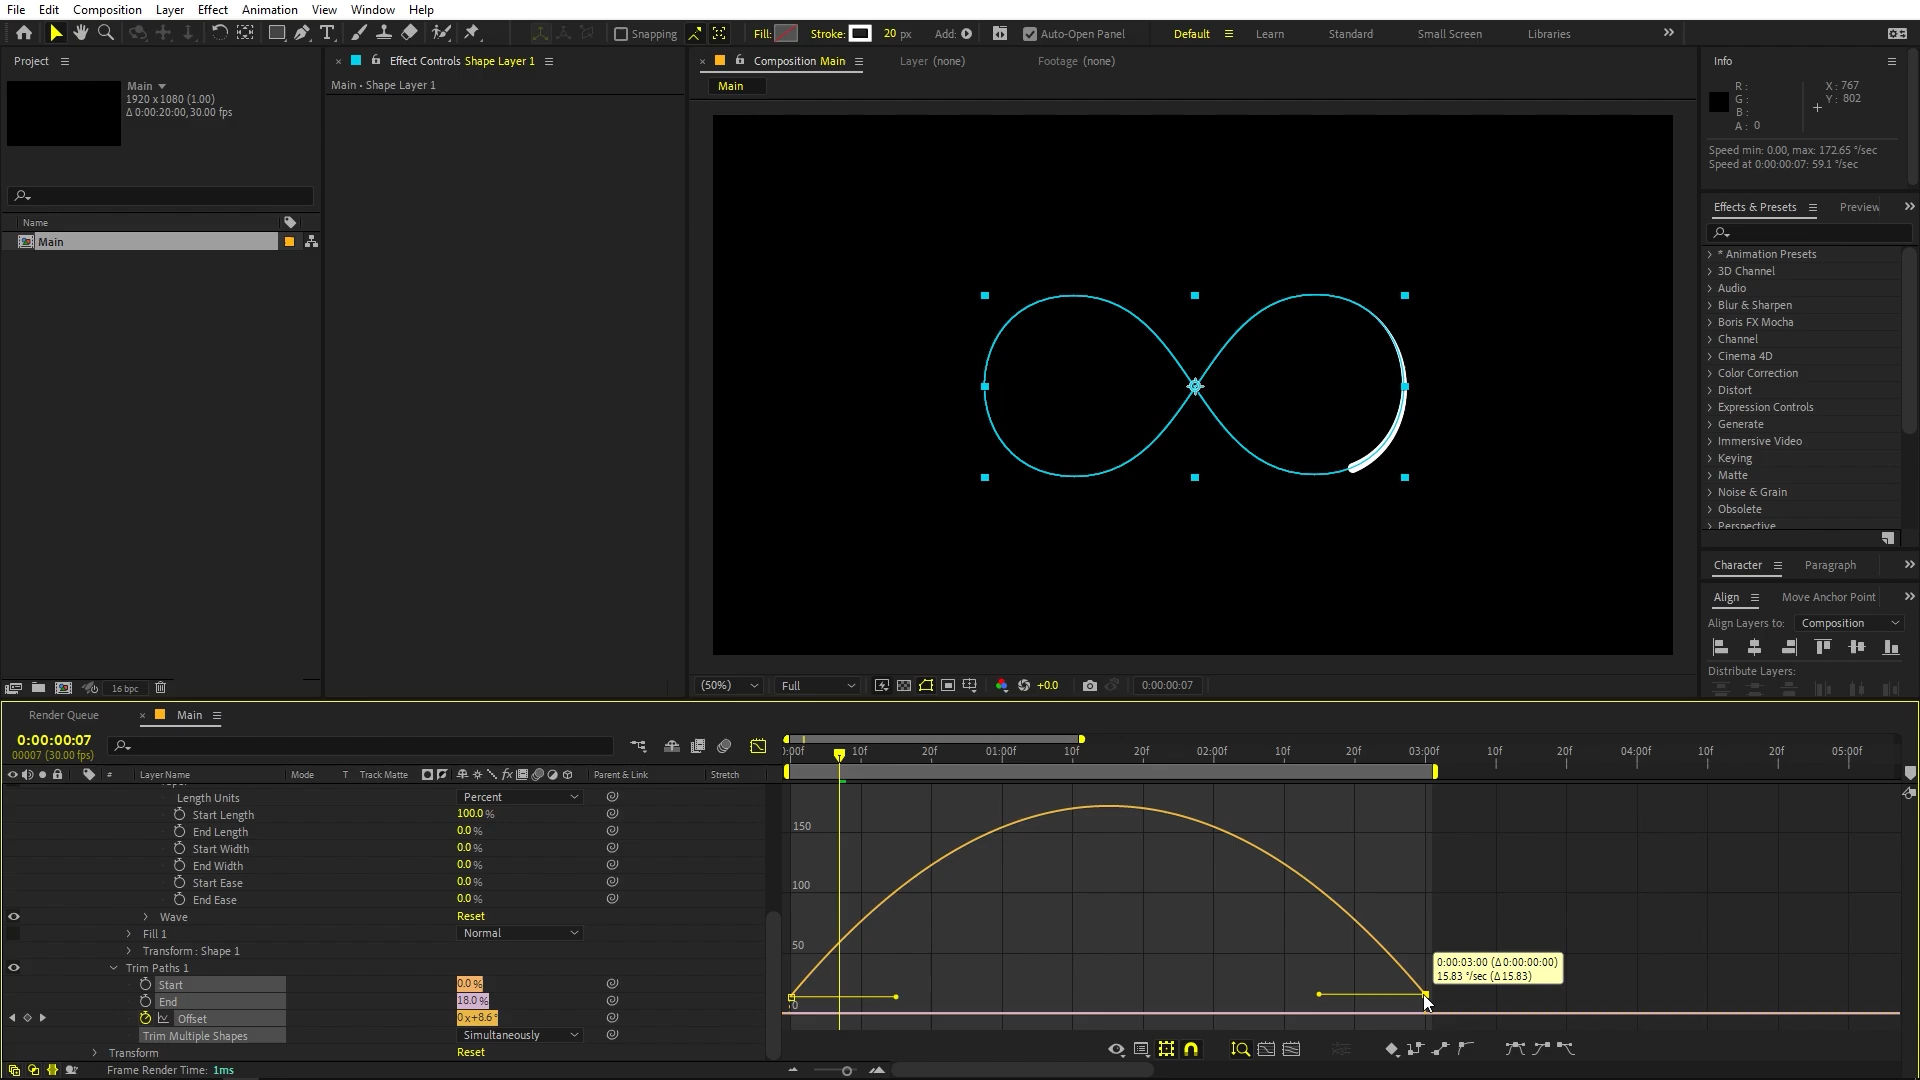 File Edit Composition Layer Effect Animation View Window Help
Snapping Fill: Stroke: 20 px Add: Auto-Open Panel Default Learn Standard Small Screen Libraries
Project
Main
1920 x 1080 (1.00)
Δ 0:00:20:00, 30.00 fps
Name
Main
16 bpc
Effect Controls Shape Layer 1
Main • Shape Layer 1
Composition Main Layer (none) Footage (none)
Main
(50%) Full +0.0 0:00:00:07
Info
R :
G :
B :
A : 0
X : 767
Y : 802
Speed min: 0.00, max: 172.65 °/sec
Speed at 0:00:00:07: 59.1 °/sec
Effects & Presets Preview
* Animation Presets
3D Channel
Audio
Blur & Sharpen
Boris FX Mocha
Channel
Cinema 4D
Color Correction
Distort
Expression Controls
Generate
Immersive Video
Keying
Matte
Noise & Grain
Obsolete
Perspective
Character Paragraph
Align Move Anchor Point
Align Layers to: Composition
Distribute Layers:
Render Queue Main
0:00:00:07
00007 (30.00 fps)
# Layer Name Mode T Track Matte Parent & Link Stretch
Length Units Percent
Start Length 100.0 %
End Length 0.0 %
Start Width 0.0 %
End Width 0.0 %
Start Ease 0.0 %
End Ease 0.0 %
Wave Reset
Fill 1 Normal
Transform : Shape 1
Trim Paths 1
Start 0.0 %
End 18.0 %
Offset 0 x +8.6 °
Trim Multiple Shapes Simultaneously
Transform Reset
Frame Render Time: 1ms
:00f 10f 20f 01:00f 10f 20f 02:00f 10f 20f 03:00f 10f 20f 04:00f 10f 20f 05:00f
150
100
50
0
0:00:03:00 (Δ 0:00:00:00)
15.83 °/sec (Δ 15.83)